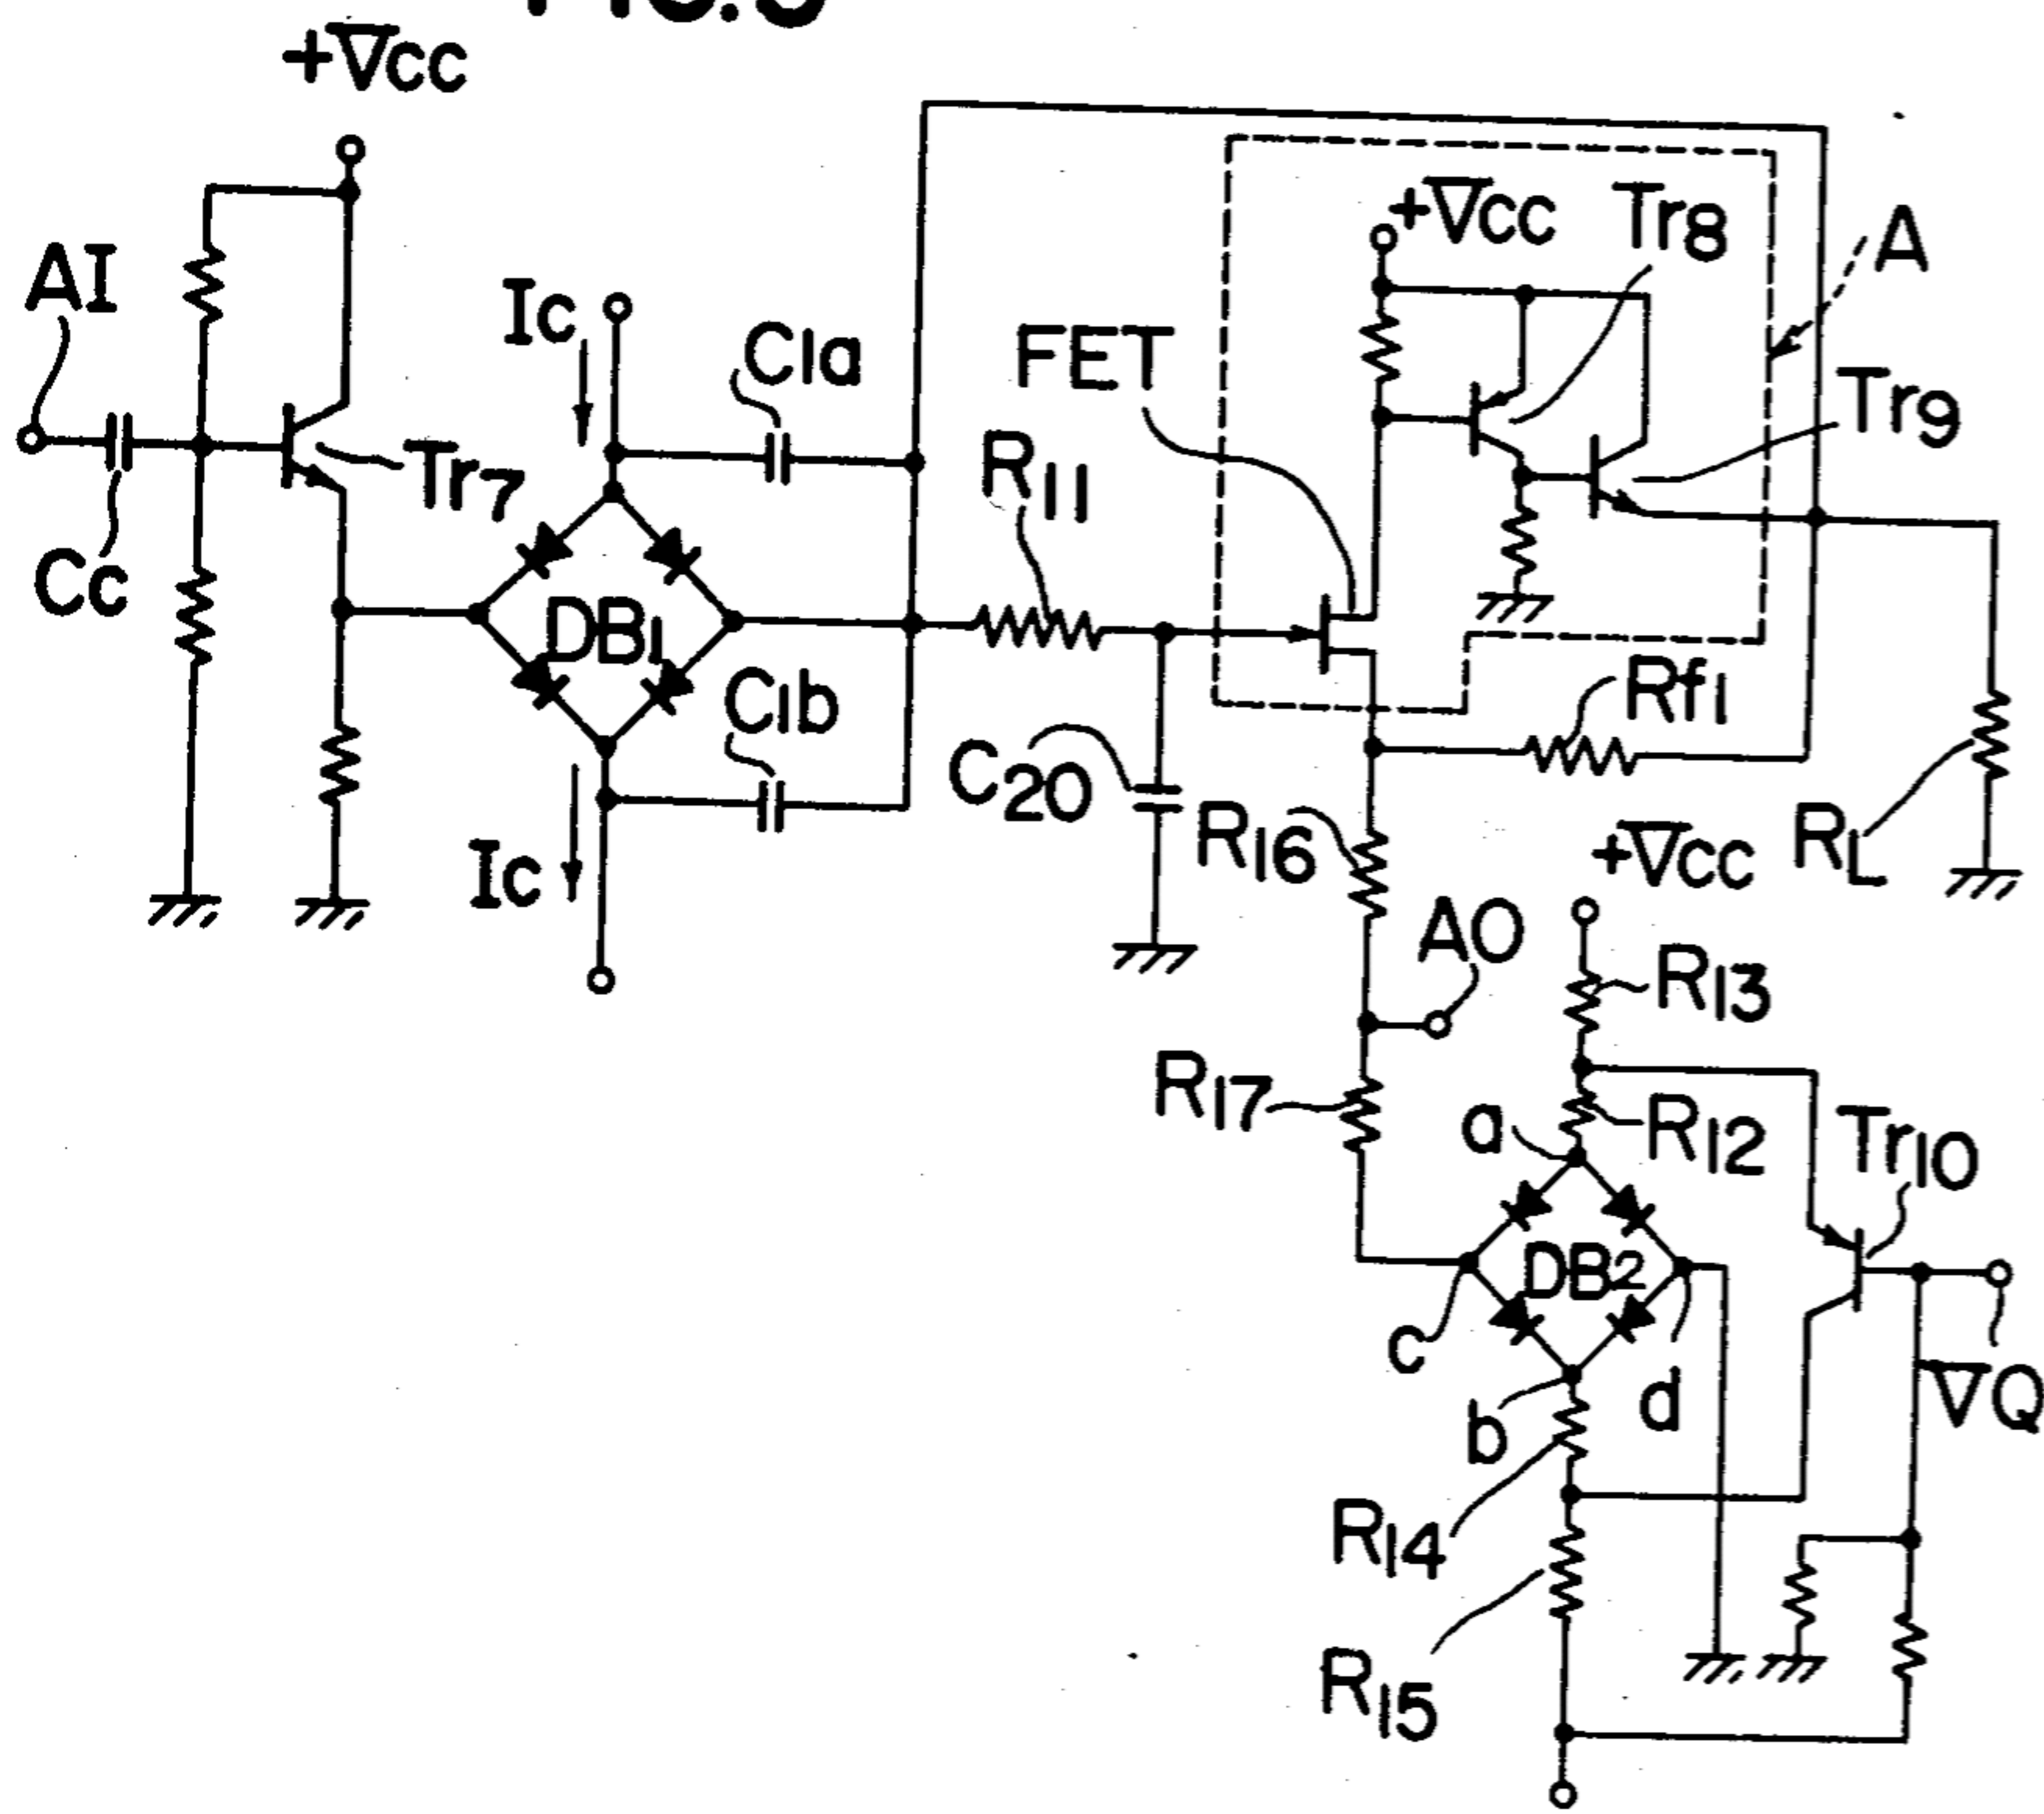 +Vcc
AI
Cc
Tr7
Ic
C1a
DB1
C1b
Ic
R11
FET
+Vcc
Tr8
A
Tr9
Rf1
C20
R16
RL
AO
+Vcc
R13
R17
a
R12
Tr10
DB2
c
d
b
VQ
R14
R15